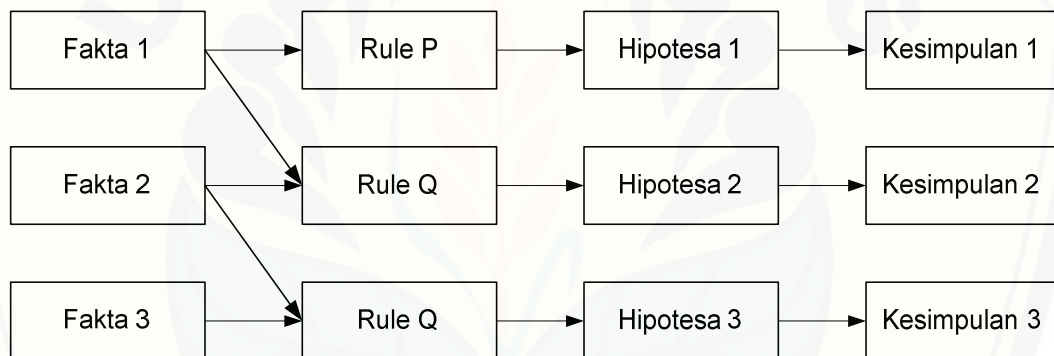 Fakta 1
Rule P
Hipotesa 1
Kesimpulan 1
Fakta 2
Rule Q
Hipotesa 2
Kesimpulan 2
Fakta 3
Rule Q
Hipotesa 3
Kesimpulan 3